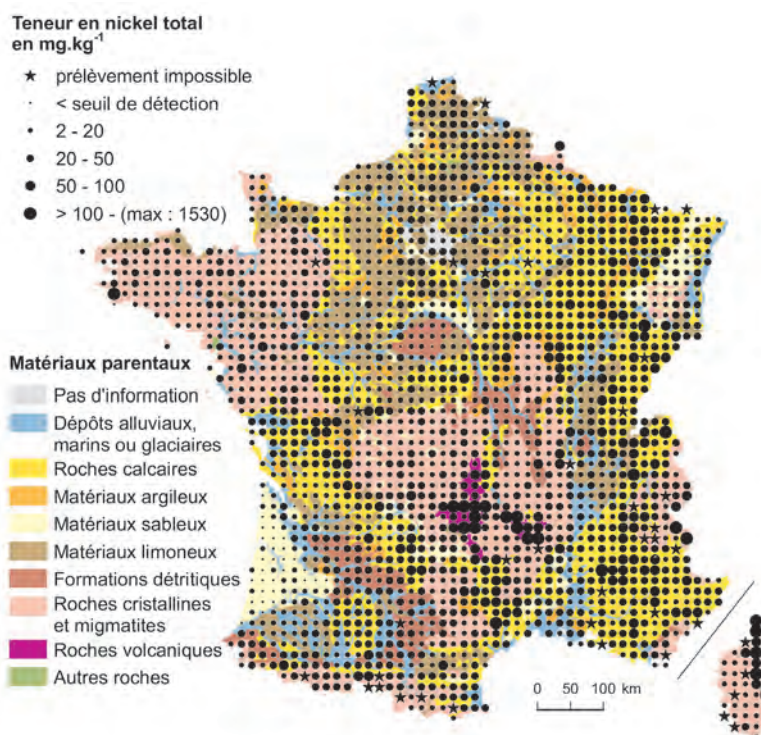 Teneur en nickel total
en mg.kg-1
prélèvement impossible
< seuil de détection
2 - 20
20 - 50
50 - 100
> 100 - (max : 1530)
Matériaux parentaux
Pas d'information
Dépôts alluviaux,
marins ou glaciaires
Roches calcaires
Matériaux argileux
Matériaux sableux
Matériaux limoneux
Formations détritiques
Roches cristallines
et migmatites
Roches volcaniques
Autres roches
0 50 100 km